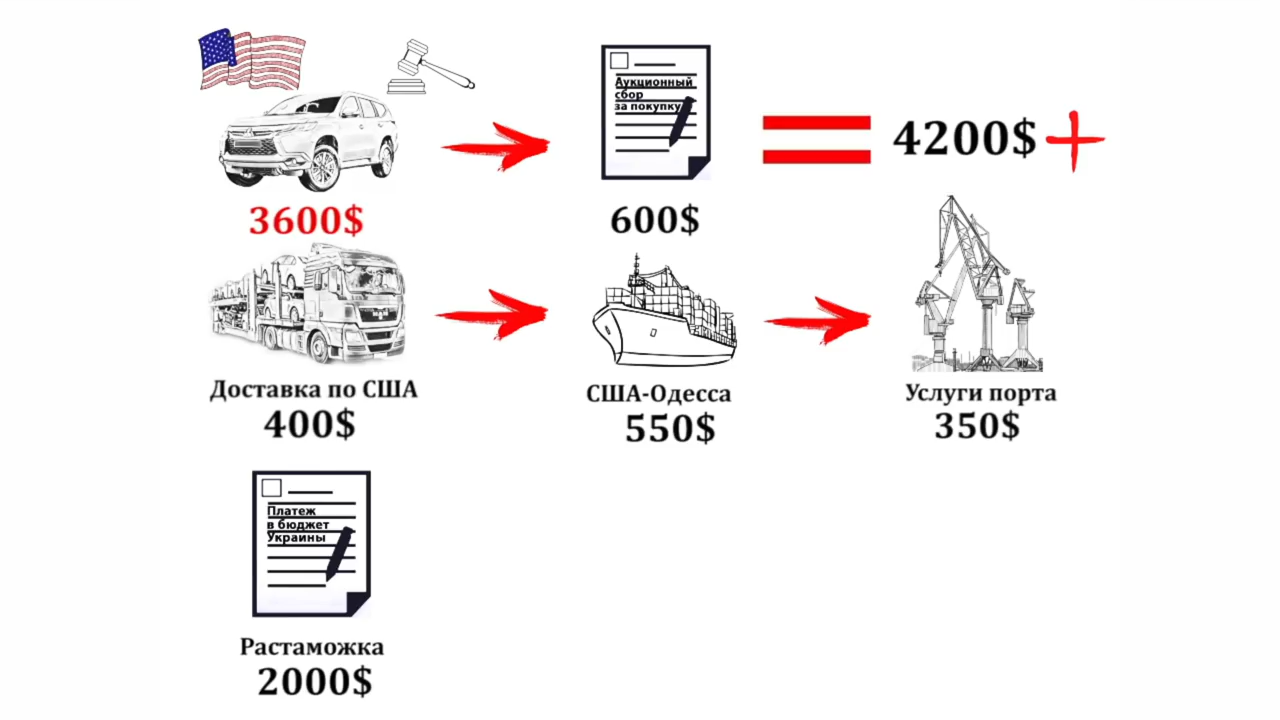 Аукционный
сбор
за покупку
4200$
3600$
600$
Доставка по США
400$
США-Одесса
550$
Услуги порта
350$
Платеж
в бюджет
Украины
Растаможка
2000$